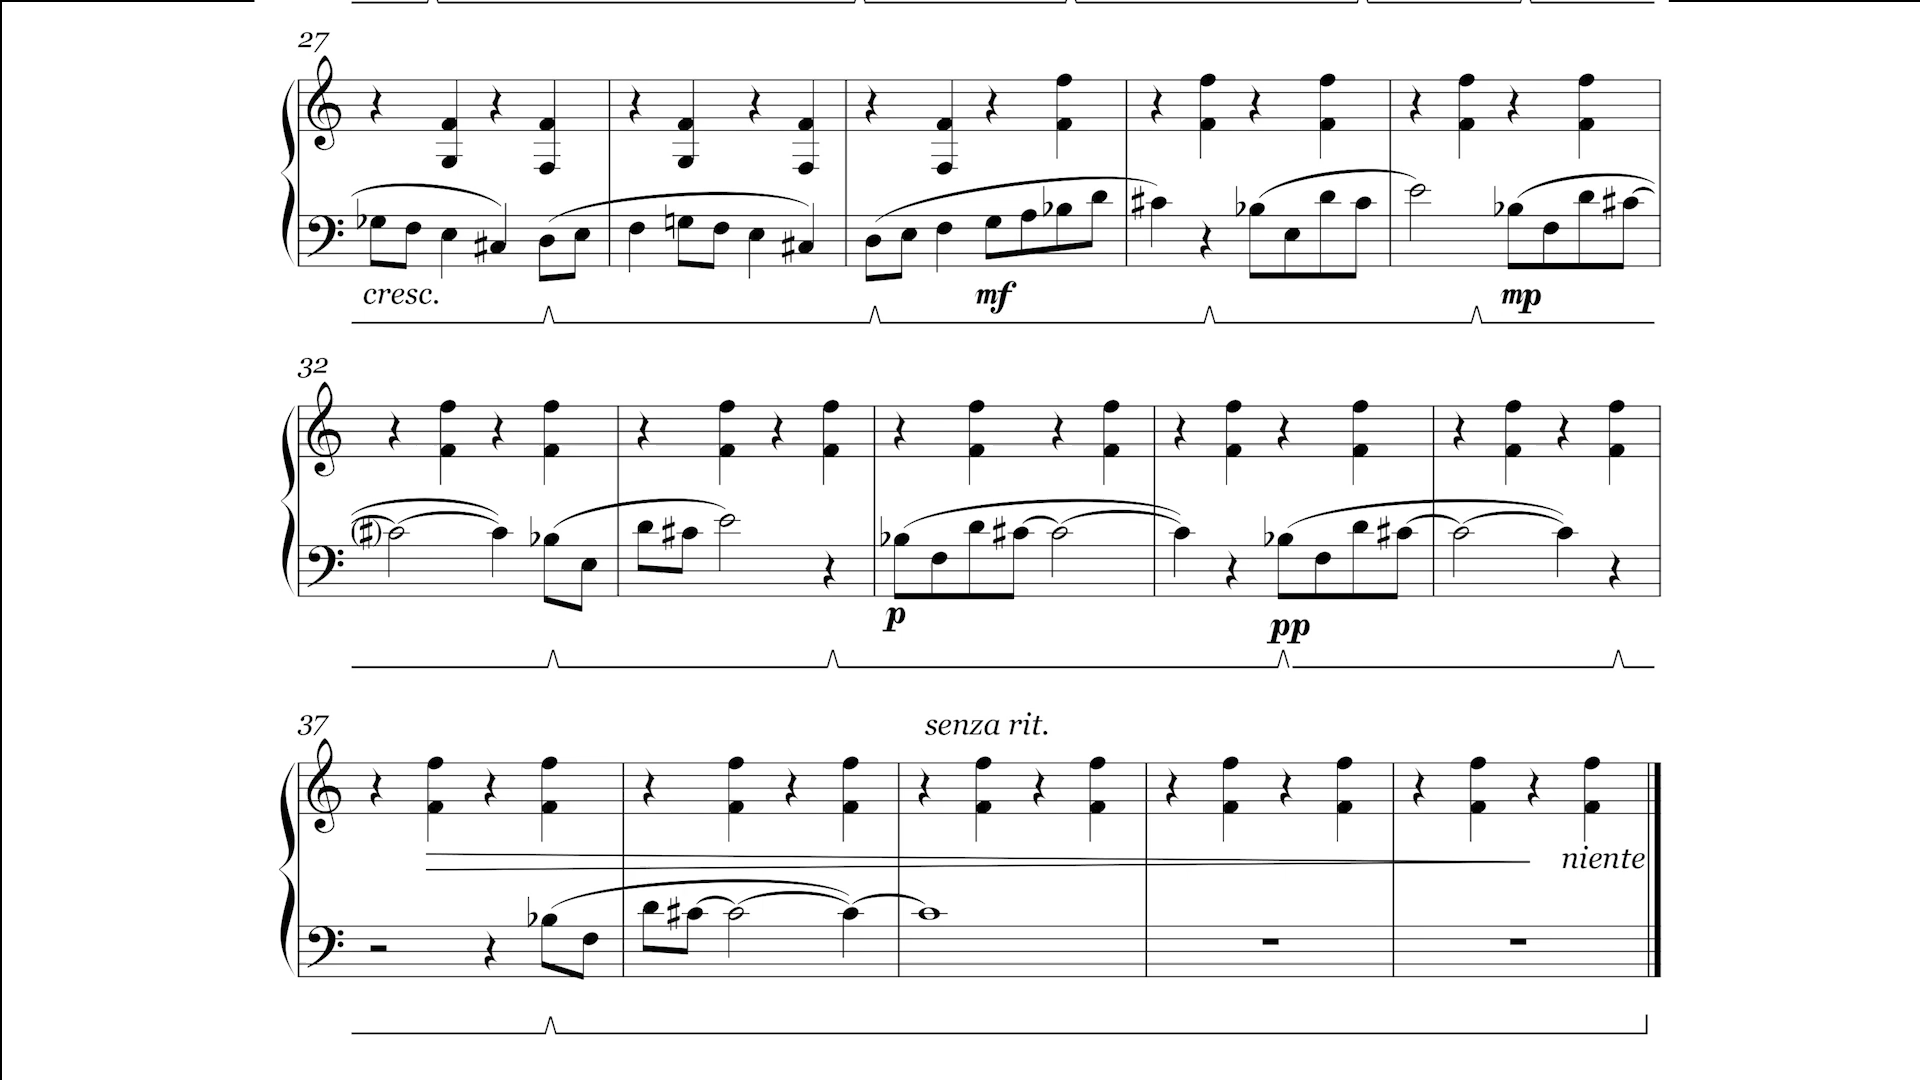 27
cresc.
mf
mp
32
p
pp
37
senza rit.
niente